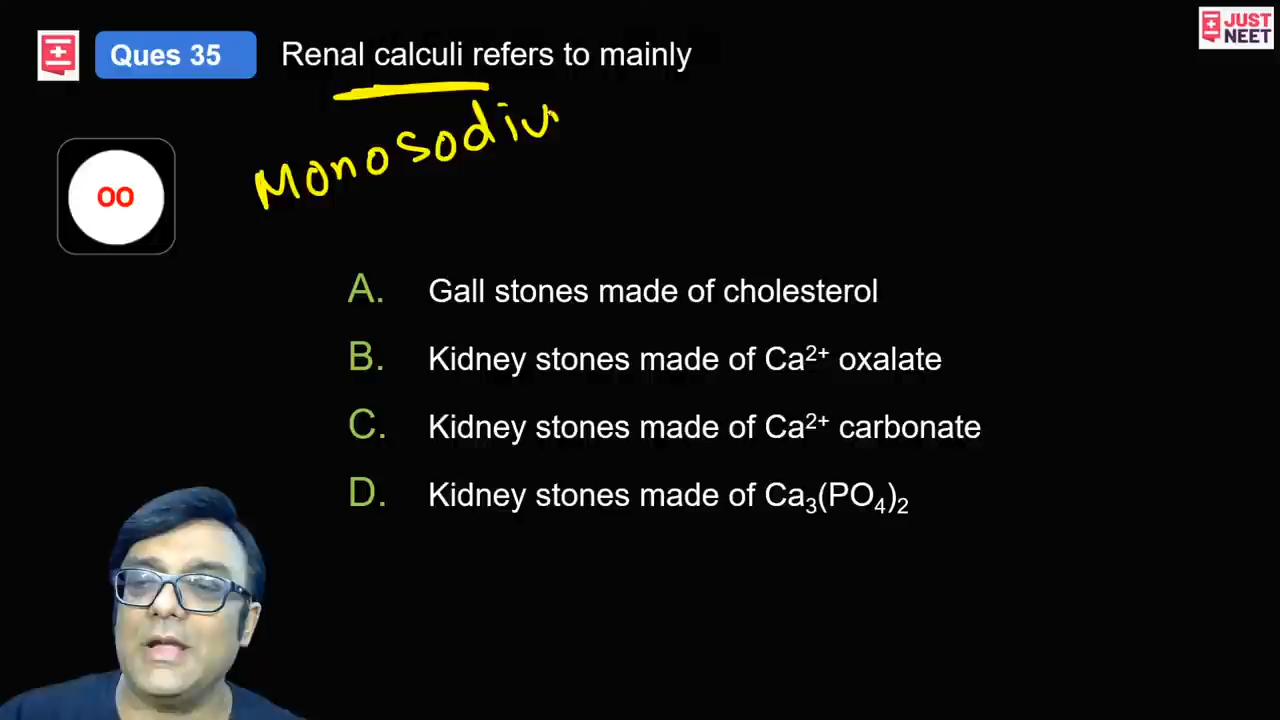 JUST
NEET
Ques 35 Renal calculi refers to mainly
Monosodiu
00
A. Gall stones made of cholesterol
B. Kidney stones made of Ca²⁺ oxalate
C. Kidney stones made of Ca²⁺ carbonate
D. Kidney stones made of Ca₃(PO₄)₂